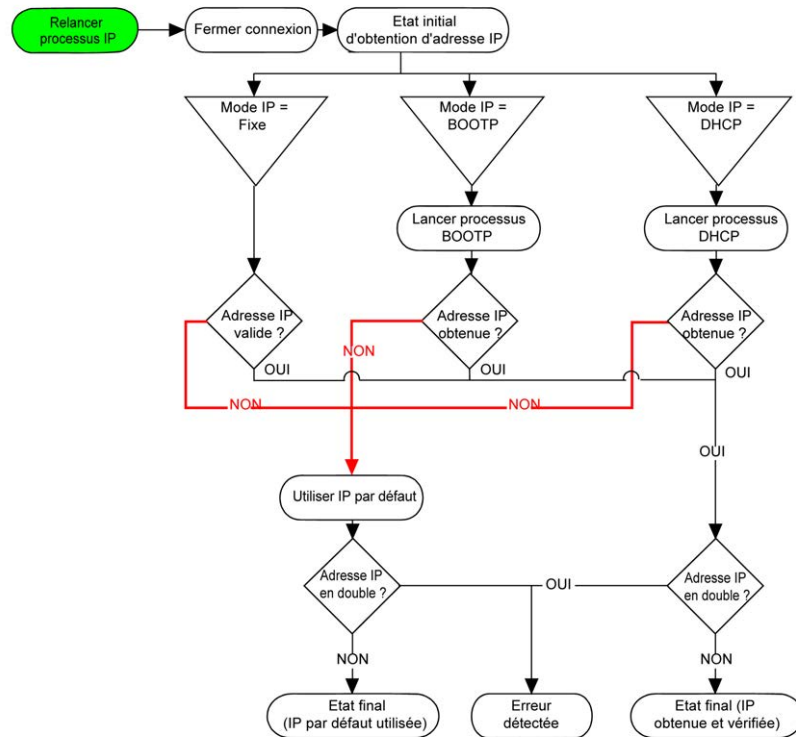 Relancer
processus IP
Fermer connexion
Etat initial
d'obtention d'adresse IP
Mode IP =
Fixe
Mode IP =
BOOTP
Mode IP =
DHCP
Lancer processus
BOOTP
Lancer processus
DHCP
Adresse IP
valide ?
Adresse IP
obtenue ?
Adresse IP
obtenue ?
NON
OUI
OUI
OUI
NON
NON
OUI
Utiliser IP par défaut
Adresse IP
en double ?
OUI
Adresse IP
en double ?
NON
NON
Etat final
(IP par défaut utilisée)
Erreur
détectée
Etat final (IP
obtenue et vérifiée)